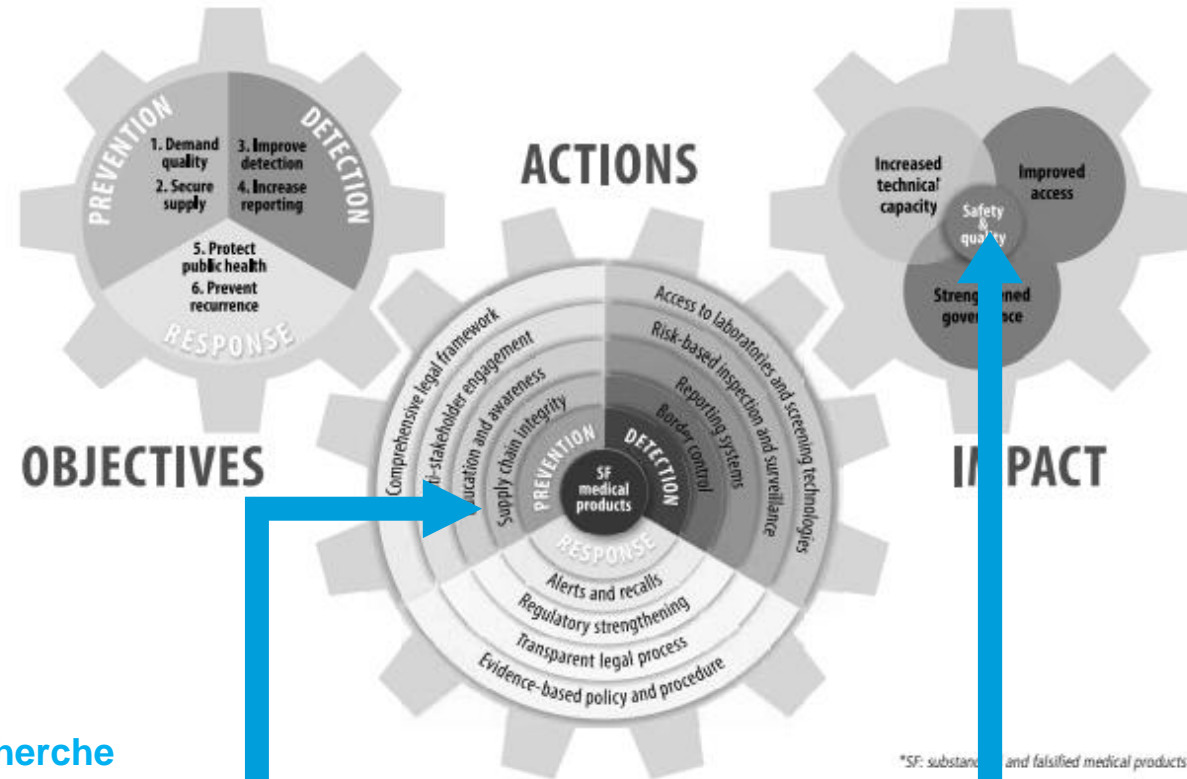 PREVENTION
1. Demand
quality
2. Secure
supply
DETECTION
3. Improve
detection
4. Increase
reporting
5. Protect
public health
6. Prevent
recurrence
RESPONSE
OBJECTIVES
ACTIONS
Comprehensive legal framework
engagement
and awareness
Supply chain integrity
PREVENTION
Access to laboratories and screening technologies
Risk-based inspection and surveillance
Reporting systems
Border control
DETECTION
SF
medical
products
RESPONSE
Alerts and recalls
Regulatory strengthening
Transparent legal process
Evidence-based policy and procedure
Increased
technical
capacity
Improved
access
Safety
&
quality
IMPACT
*SF: and falsified medical products
herche